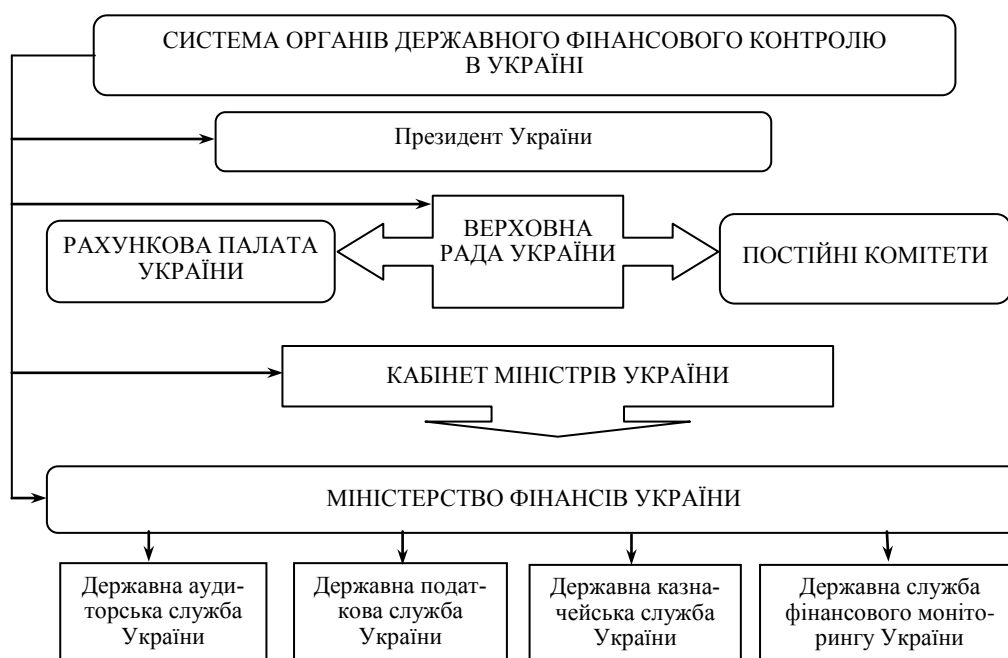 СИСТЕМА ОРГАНІВ ДЕРЖАВНОГО ФІНАНСОВОГО КОНТРОЛЮ
В УКРАЇНІ
Президент України
РАХУНКОВА ПАЛАТА
УКРАЇНИ
ВЕРХОВНА
РАДА УКРАЇНИ
ПОСТІЙНІ КОМІТЕТИ
КАБІНЕТ МІНІСТРІВ УКРАЇНИ
МІНІСТЕРСТВО ФІНАНСІВ УКРАЇНИ
Державна ауди-
торська служба
України
Державна подат-
кова служба
України
Державна казна-
чейська служба
України
Державна служба
фінансового моніто-
рингу України